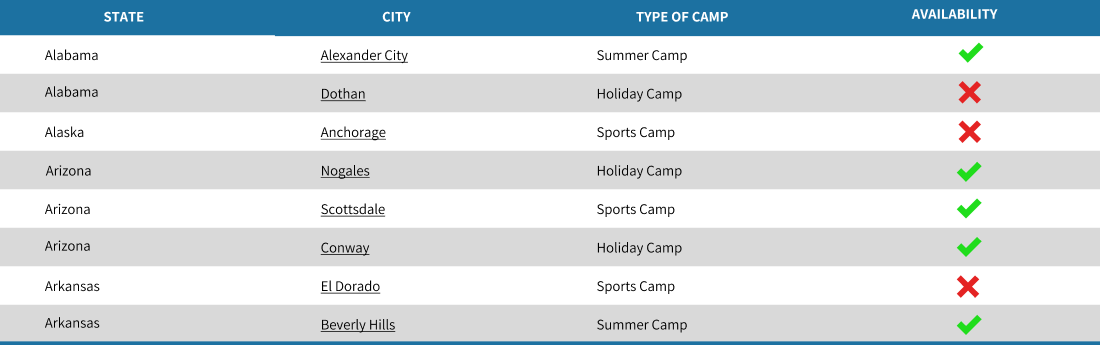 STATE CITY TYPE OF CAMP AVAILABILITY
Alabama Alexander City Summer Camp
Alabama Dothan Holiday Camp
Alaska Anchorage Sports Camp
Arizona Nogales Holiday Camp
Arizona Scottsdale Sports Camp
Arizona Conway Holiday Camp
Arkansas El Dorado Sports Camp
Arkansas Beverly Hills Summer Camp